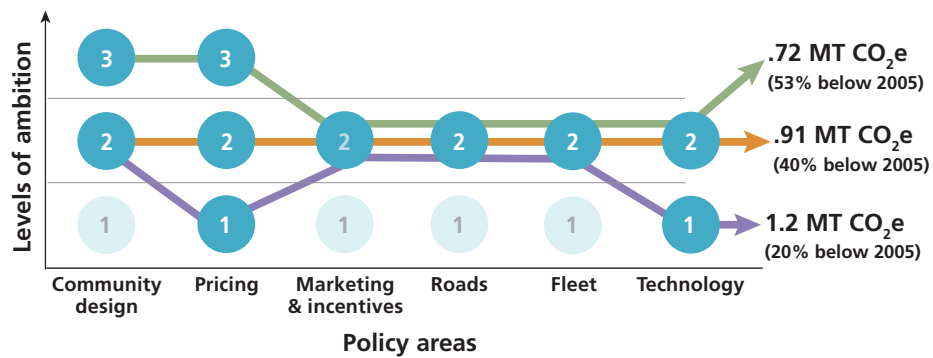 Levels of ambition
3 3
.72 MT CO₂e
(53% below 2005)
2 2 2 2 2 2
.91 MT CO₂e
(40% below 2005)
1 1 1 1 1 1
1.2 MT CO₂e
(20% below 2005)
Community
design
Pricing
Marketing
& incentives
Roads
Fleet
Technology
Policy areas